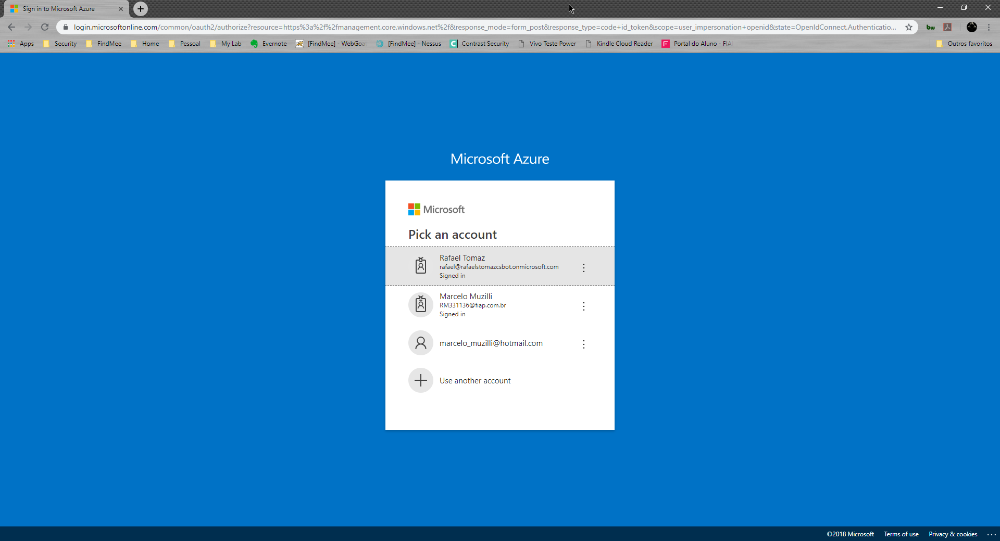 Sign in to Microsoft Azure
login.microsoftonline.com/common/oauth2/authorize?resource=https%3a%2f%2fmanagement.core.windows.net%2f&response_mode=form_post&response_type=code+id_token&scope=user_impersonation+openid&state=OpenIdConnect.Authenticatio...
bw
Apps Security FindMee Home Pessoal My Lab Evernote [FindMee] - WebGoa [FindMee] - Nessus Contrast Security Vivo Teste Power Kindle Cloud Reader Portal do Aluno - FIA Outros favoritos
Microsoft Azure
Microsoft
Pick an account
Rafael Tomaz
rafael@rafaelstomazcsbot.onmicrosoft.com
Signed in
Marcelo Muzilli
RM331136@fiap.com.br
Signed in
marcelo_muzilli@hotmail.com
Use another account
©2018 Microsoft Terms of use Privacy & cookies ...